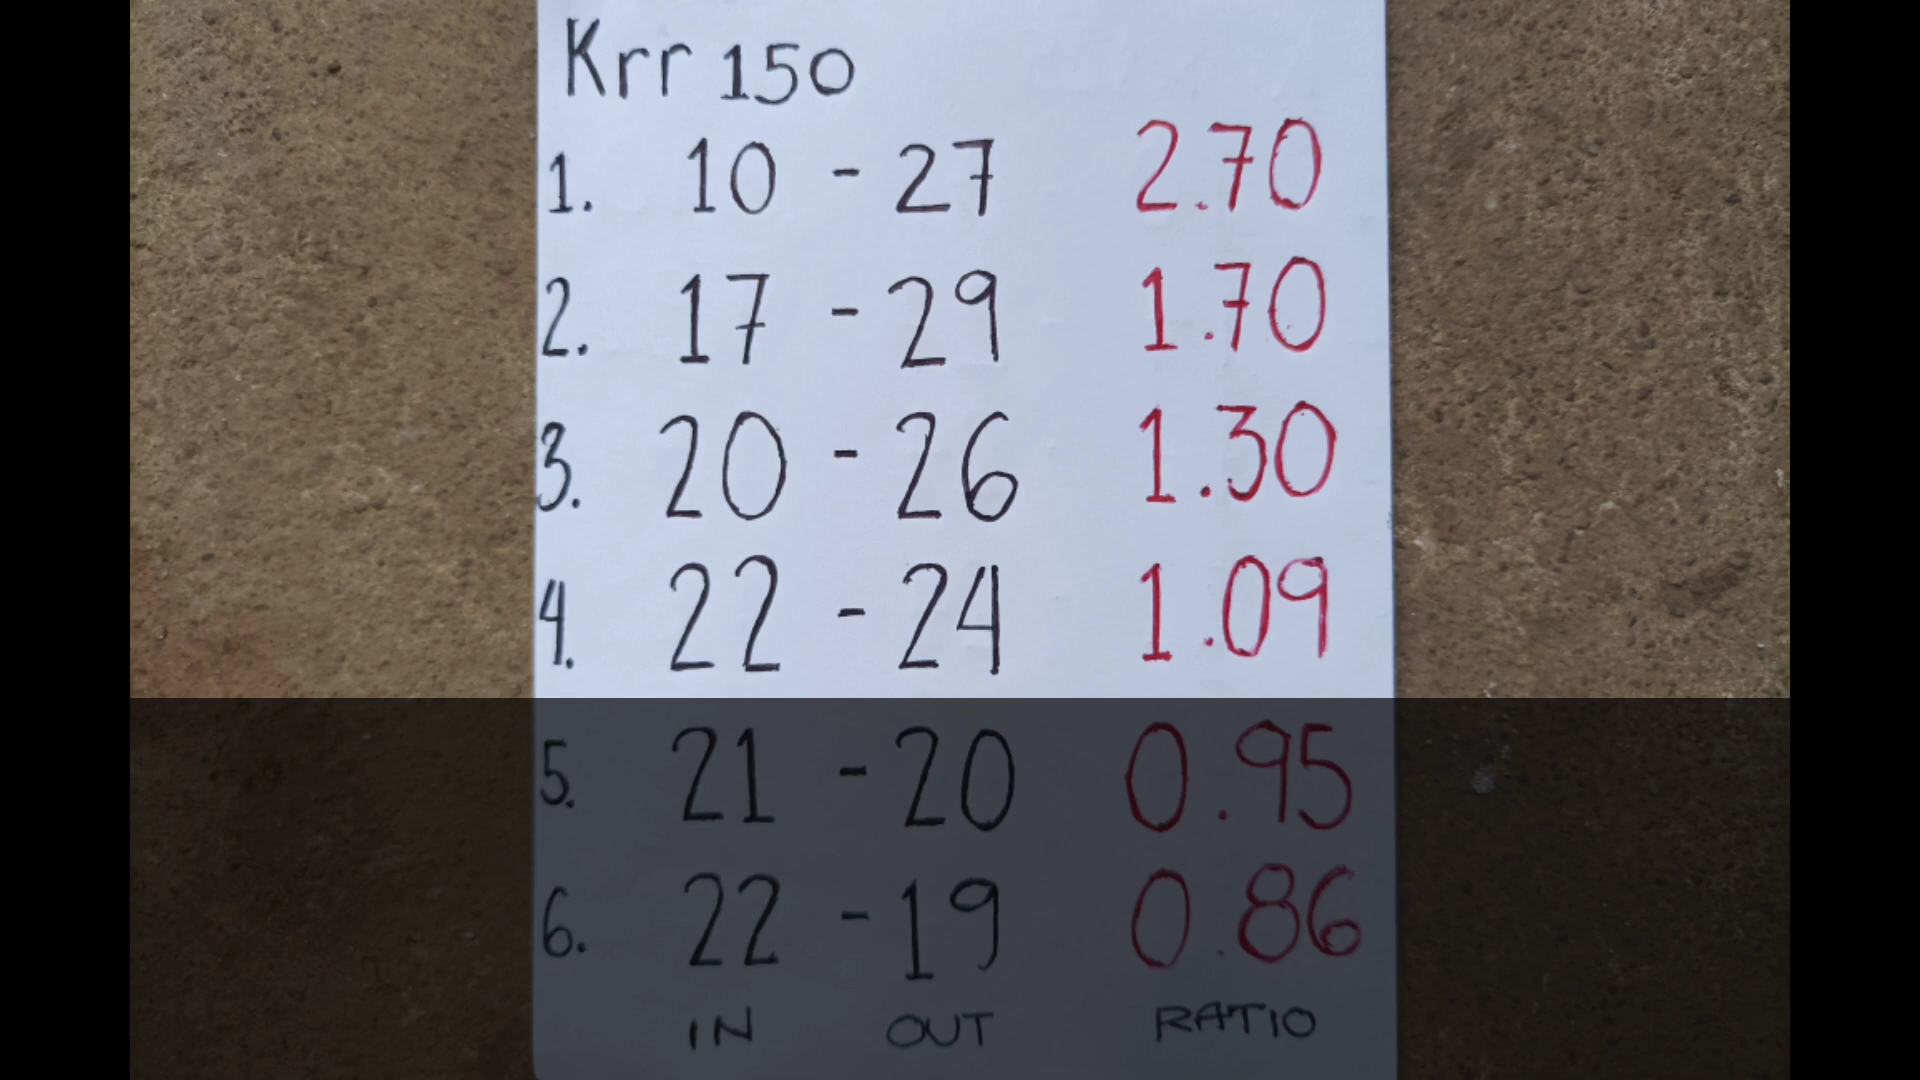 Krr 150
1. 10 - 27 2.70
2. 17 - 29 1.70
3. 20 - 26 1.30
4. 22 - 24 1.09
5. 21 - 20 0.95
6. 22 - 19 0.86
IN OUT RATIO